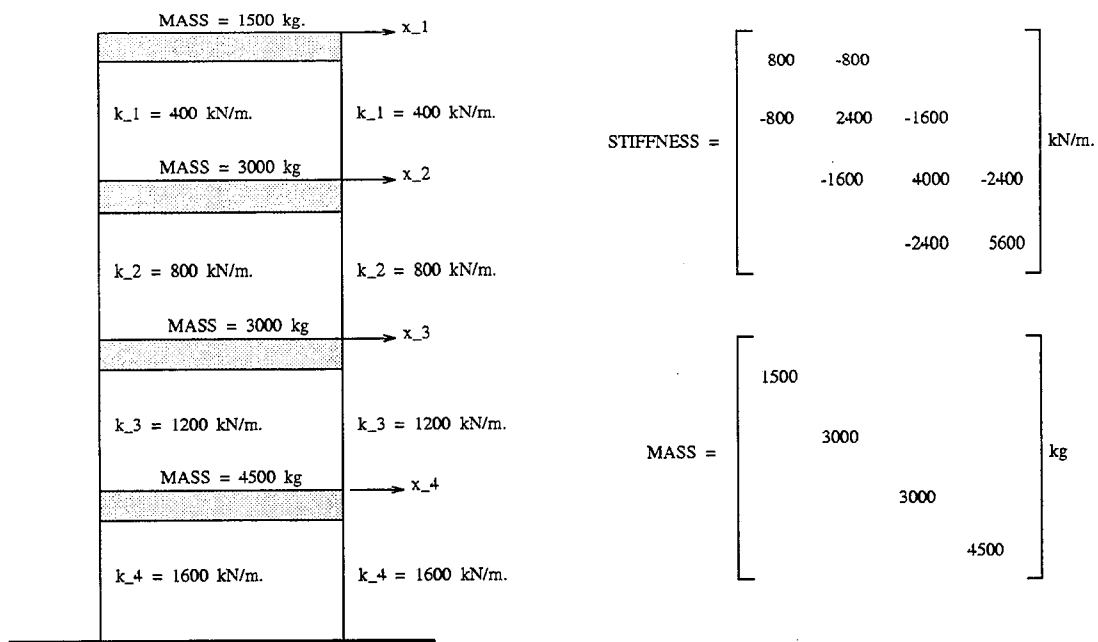 MASS = 1500 kg.
x_1
k_1 = 400 kN/m.
k_1 = 400 kN/m.
MASS = 3000 kg
x_2
k_2 = 800 kN/m.
k_2 = 800 kN/m.
MASS = 3000 kg
x_3
k_3 = 1200 kN/m.
k_3 = 1200 kN/m.
MASS = 4500 kg
x_4
k_4 = 1600 kN/m.
k_4 = 1600 kN/m.
800 -800
-800 2400 -1600
STIFFNESS = kN/m.
-1600 4000 -2400
-2400 5600
1500
3000
MASS = kg
3000
4500